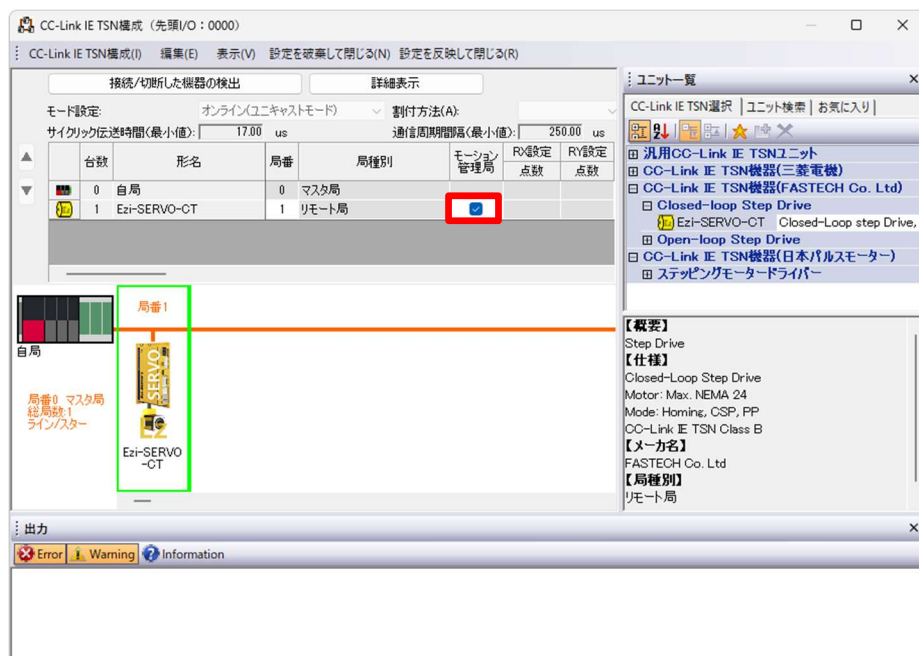 CC-Link IE TSN構成（先頭I/O：0000）
CC-Link IE TSN構成(I) 編集(E) 表示(V) 設定を破棄して閉じる(N) 設定を反映して閉じる(R)
接続/切断した機器の検出 詳細表示
モード設定: オンライン(ユニキャストモード) 割付方法(A):
サイクリック伝送時間(最小値): 17.00 us 通信周期間隔(最小値): 250.00 us
台数 形名 局番 局種別 モーション管理局 RX設定 RY設定
点数 点数
0 自局 0 マスタ局
1 Ezi-SERVO-CT 1 リモート局
局番1
自局
SERVO
EZi
局番0 マスタ局
総局数:1
ライン/スター
Ezi-SERVO
-CT
ユニット一覧
CC-Link IE TSN選択 ユニット検索 お気に入り
汎用CC-Link IE TSNユニット
CC-Link IE TSN機器(三菱電機)
CC-Link IE TSN機器(FASTECH Co. Ltd)
Closed-loop Step Drive
Ezi-SERVO-CT Closed-Loop step Drive,
Open-loop Step Drive
CC-Link IE TSN機器(日本パルスモーター)
ステッピングモータードライバー
【概要】
Step Drive
【仕様】
Closed-Loop Step Drive
Motor: Max. NEMA 24
Mode: Homing, CSP, PP
CC-Link IE TSN Class B
【メーカ名】
FASTECH Co. Ltd
【局種別】
リモート局
出力
Error Warning Information